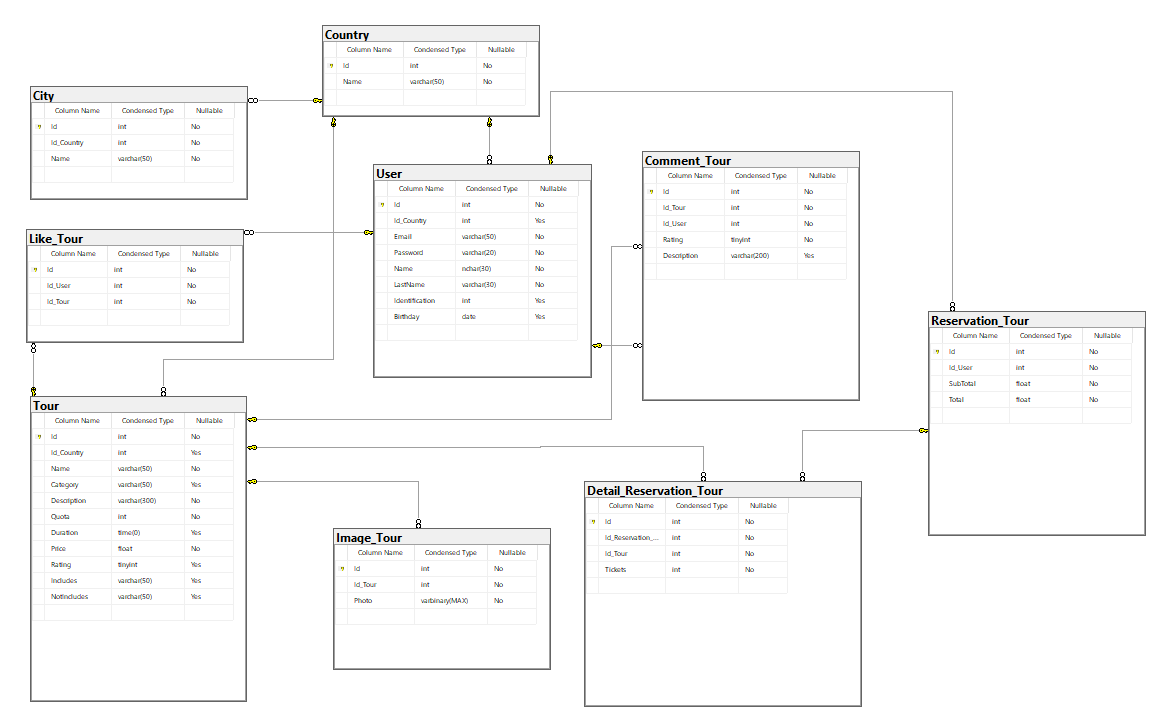 Country
Column Name Condensed Type Nullable
Id int No
Name varchar(50) No
City
Column Name Condensed Type Nullable
Id int No
Id_Country int No
Name varchar(50) No
User
Column Name Condensed Type Nullable
Id int No
Id_Country int Yes
Email varchar(50) No
Password varchar(20) No
Name nchar(30) No
LastName varchar(30) No
Identification int Yes
Birthday date Yes
Comment_Tour
Column Name Condensed Type Nullable
Id int No
Id_Tour int No
Id_User int No
Rating tinyint No
Description varchar(200) Yes
Like_Tour
Column Name Condensed Type Nullable
Id int No
Id_User int No
Id_Tour int No
Reservation_Tour
Column Name Condensed Type Nullable
Id int No
Id_User int No
SubTotal float No
Total float No
Tour
Column Name Condensed Type Nullable
Id int No
Id_Country int Yes
Name varchar(50) No
Category varchar(50) Yes
Description varchar(300) No
Quota int No
Duration time(0) Yes
Price float No
Rating tinyint Yes
Includes varchar(50) Yes
NotIncludes varchar(50) Yes
Image_Tour
Column Name Condensed Type Nullable
Id int No
Id_Tour int No
Photo varbinary(MAX) No
Detail_Reservation_Tour
Column Name Condensed Type Nullable
Id int No
Id_Reservation_... int No
Id_Tour int No
Tickets int No